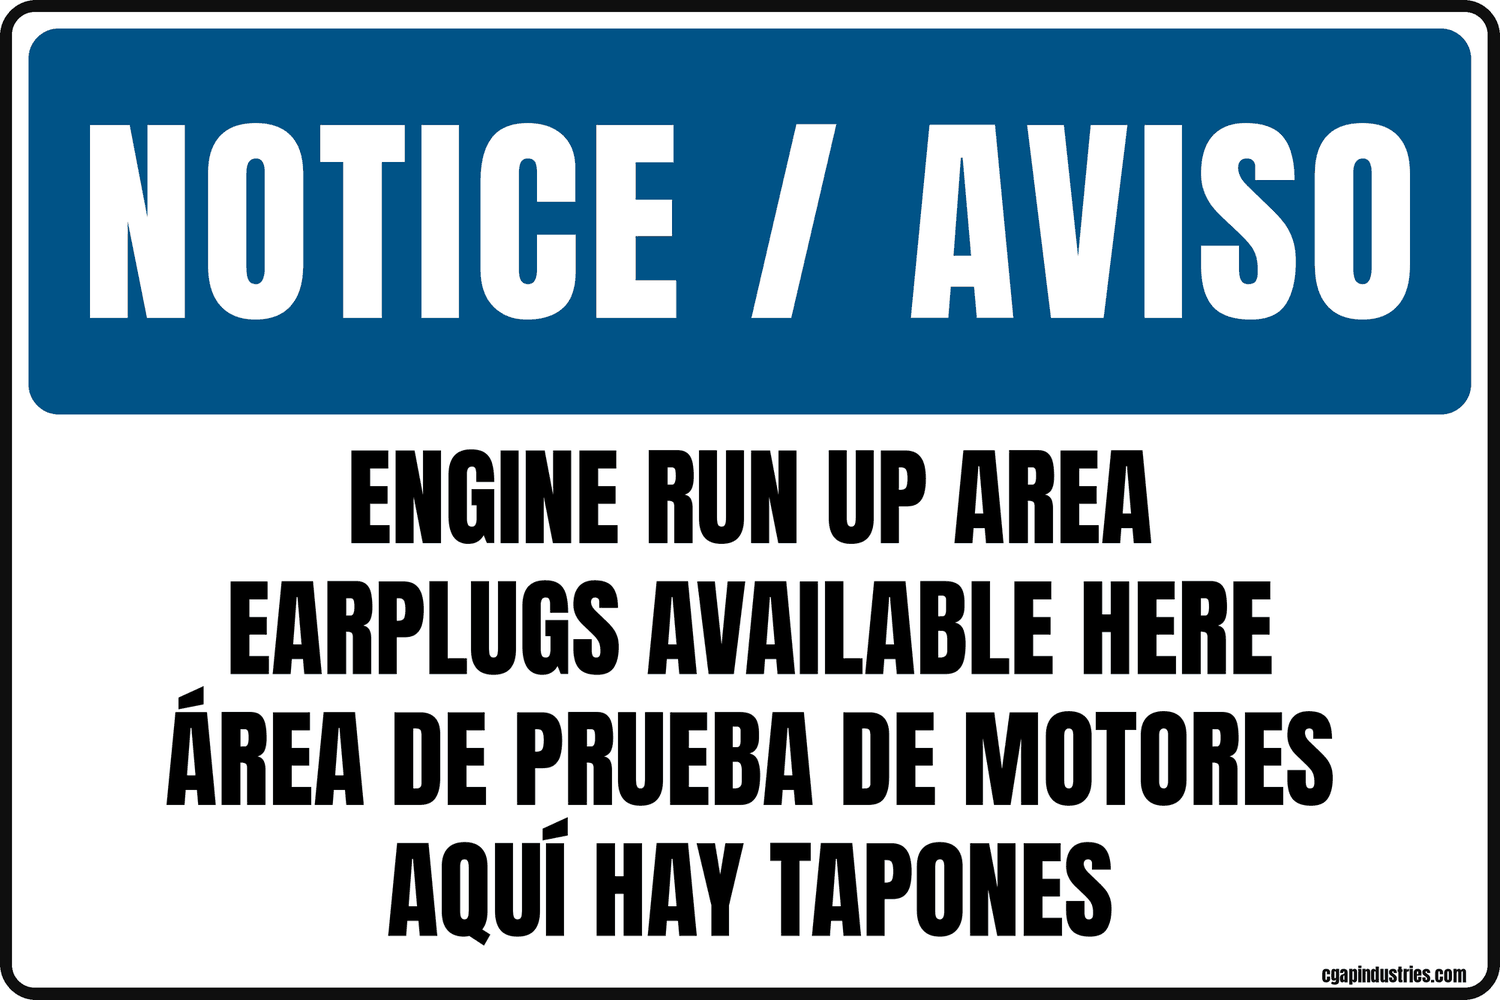 NOTICE / AVISO
ENGINE RUN UP AREA
EARPLUGS AVAILABLE HERE
ÁREA DE PRUEBA DE MOTORES
AQUÍ HAY TAPONES
cgapindustries.com